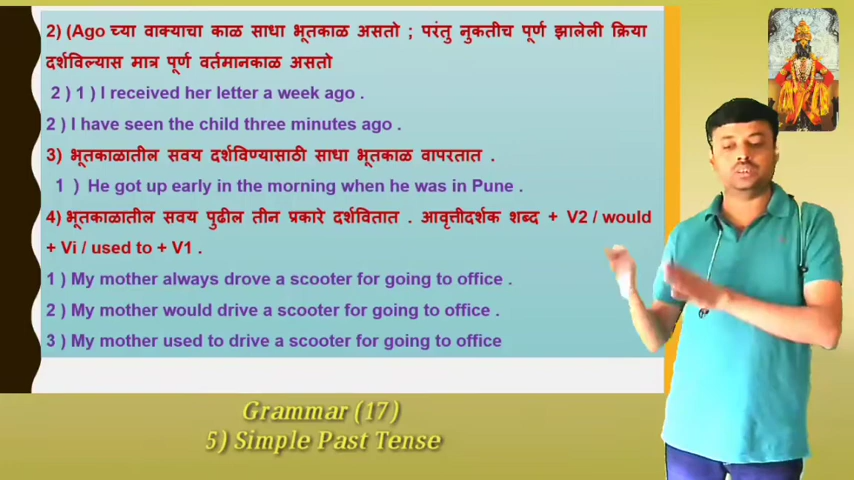 2) (Ago च्या वाक्याचा काळ साधा भूतकाळ असतो ; परंतु नुकतीच पूर्ण झालेली क्रिया
दर्शविल्यास मात्र पूर्ण वर्तमानकाळ असतो
2 ) 1 ) I received her letter a week ago .
2 ) I have seen the child three minutes ago .
3) भूतकाळातील सवय दर्शविण्यासाठी साधा भूतकाळ वापरतात .
1 ) He got up early in the morning when he was in Pune .
4) भूतकाळातील सवय पुढील तीन प्रकारे दर्शवितात . आवृत्तीदर्शक शब्द + V2 / would
+ Vi / used to + V1 .
1 ) My mother always drove a scooter for going to office .
2 ) My mother would drive a scooter for going to office .
3 ) My mother used to drive a scooter for going to office
Grammar (17)
5) Simple Past Tense